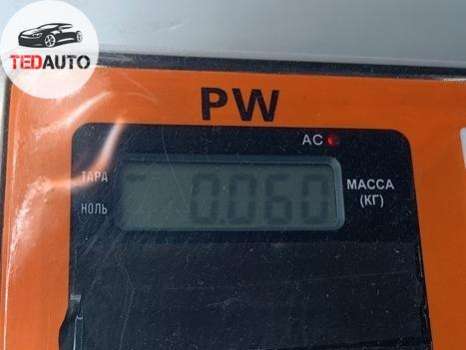 TEDAUTO
PW
AC
ТАРА
НОЛЬ
0.060
МАССА
(КГ)